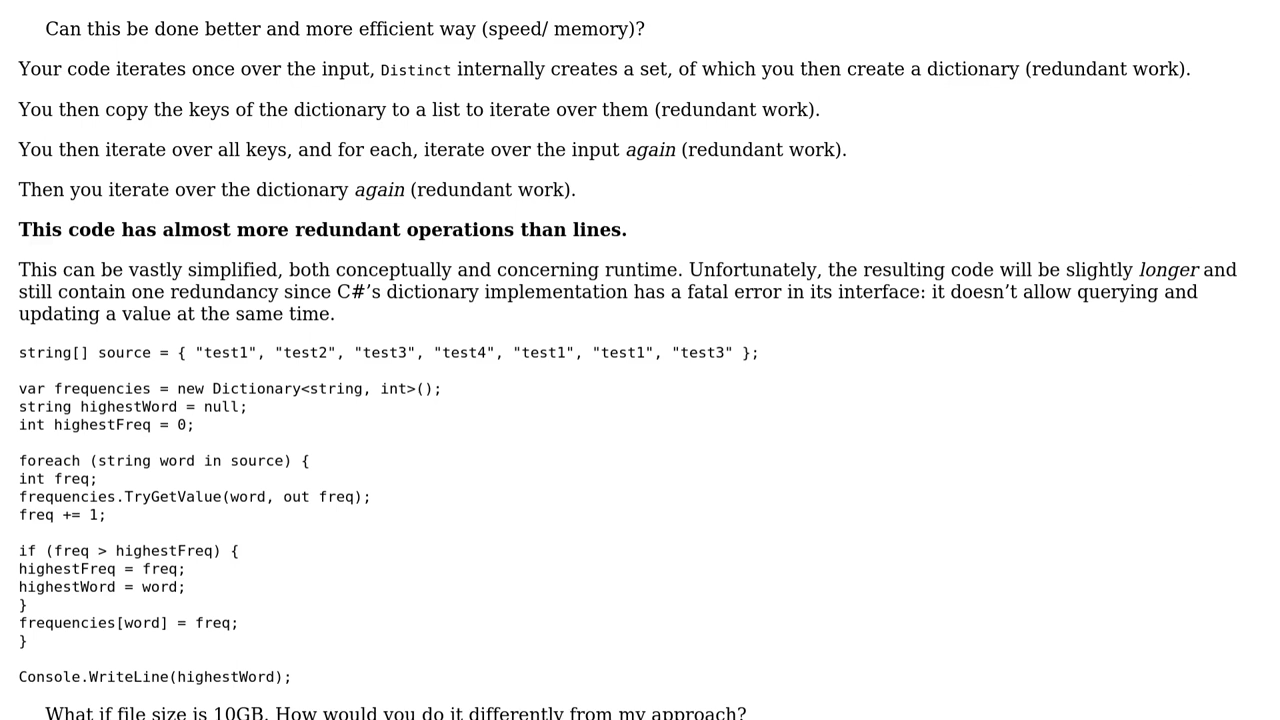 Can this be done better and more efficient way (speed/ memory)?
Your code iterates once over the input, Distinct internally creates a set, of which you then create a dictionary (redundant work).
You then copy the keys of the dictionary to a list to iterate over them (redundant work).
You then iterate over all keys, and for each, iterate over the input again (redundant work).
Then you iterate over the dictionary again (redundant work).
This code has almost more redundant operations than lines.
This can be vastly simplified, both conceptually and concerning runtime. Unfortunately, the resulting code will be slightly longer and
still contain one redundancy since C#’s dictionary implementation has a fatal error in its interface: it doesn’t allow querying and
updating a value at the same time.
string[] source = { "test1", "test2", "test3", "test4", "test1", "test1", "test3" };
var frequencies = new Dictionary<string, int>();
string highestWord = null;
int highestFreq = 0;
foreach (string word in source) {
int freq;
frequencies.TryGetValue(word, out freq);
freq += 1;
if (freq > highestFreq) {
highestFreq = freq;
highestWord = word;
}
frequencies[word] = freq;
}
Console.WriteLine(highestWord);
What if file size is 10GB. How would you do it differently from my approach?